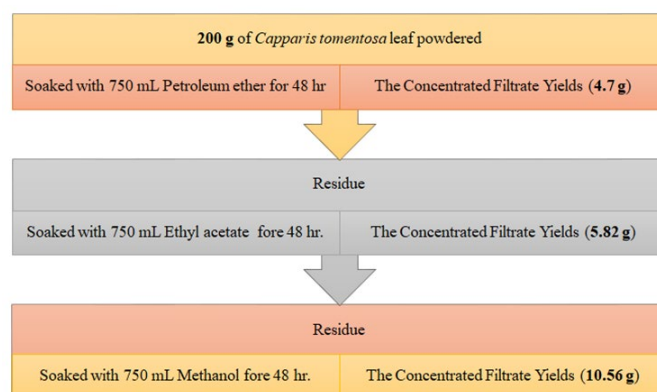 200 g of Capparis tomentosa leaf powdered
Soaked with 750 mL Petroleum ether for 48 hr
The Concentrated Filtrate Yields (4.7 g)
Residue
Soaked with 750 mL Ethyl acetate fore 48 hr.
The Concentrated Filtrate Yields (5.82 g)
Residue
Soaked with 750 mL Methanol fore 48 hr.
The Concentrated Filtrate Yields (10.56 g)